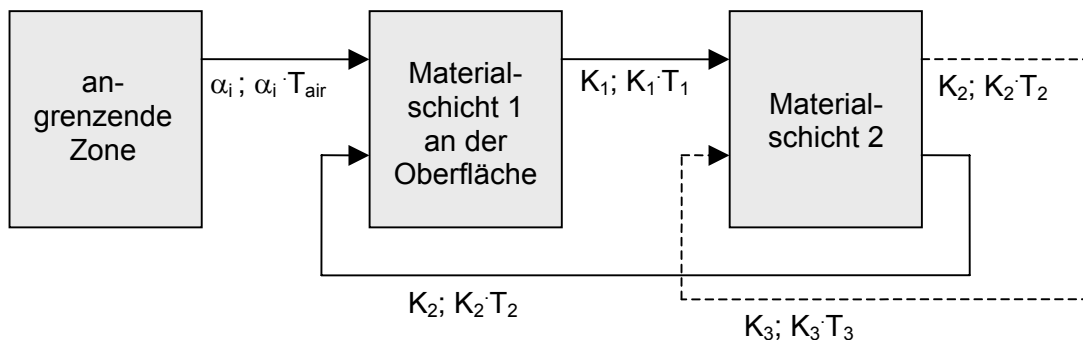 an-
grenzende
Zone
αᵢ ; αᵢ·T_air
Material-
schicht 1
an der
Oberfläche
K₁; K₁·T₁
Material-
schicht 2
K₂; K₂·T₂
K₂; K₂·T₂
K₃; K₃·T₃